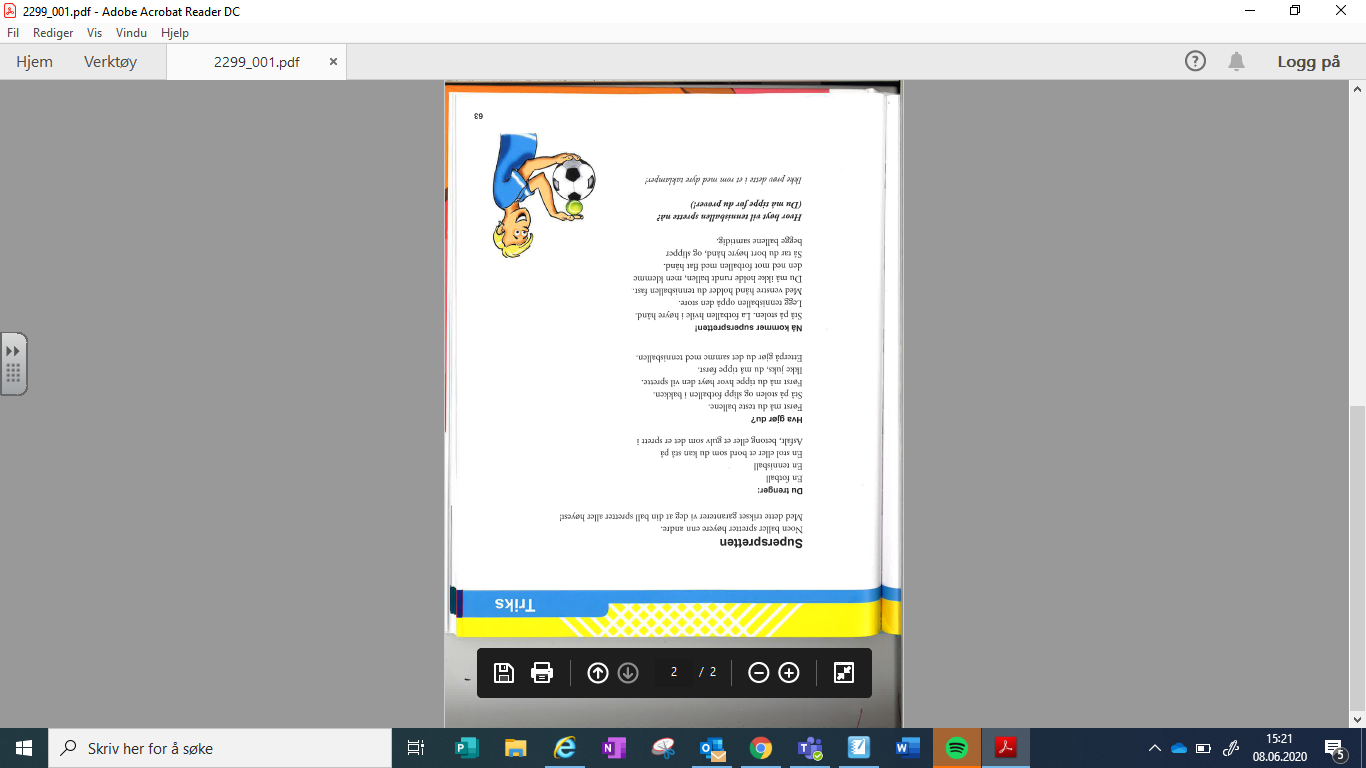 2299_001.pdf - Adobe Acrobat Reader DC
Fil Rediger Vis Vindu Hjelp
Hjem Verktøy 2299_001.pdf × ? Logg på
Triks
Superspretten
Noen baller spretter høyere enn andre.
Med dette trikset garanterer vi deg at din ball spretter aller høyest!
Du trenger:
En fotball
En tennisball
En stol eller et bord som du kan stå på
Asfalt, betong eller et gulv som det er sprett i
Hva gjør du?
Først må du teste ballene.
Stå på stolen og slipp fotballen i bakken.
Først må du tippe hvor høyt den vil sprette.
Ikke juks, du må tippe først.
Etterpå gjør du det samme med tennisballen.
Nå kommer superspretten!
Stå på stolen. La fotballen hvile i høyre hånd.
Legg tennisballen oppå den store.
Med venstre hånd holder du tennisballen fast.
Du må ikke holde rundt ballen, men klemme
den ned mot fotballen med flat hånd.
Så tar du bort høyre hånd, og slipper
begge ballene samtidig.
Hvor høyt vil tennisballen sprette nå?
(Du må tippe før du prøver!)
Ikke prøv dette i et rom med dyre taklamper!
63
2 / 2
Skriv her for å søke
15:21
08.06.2020
5